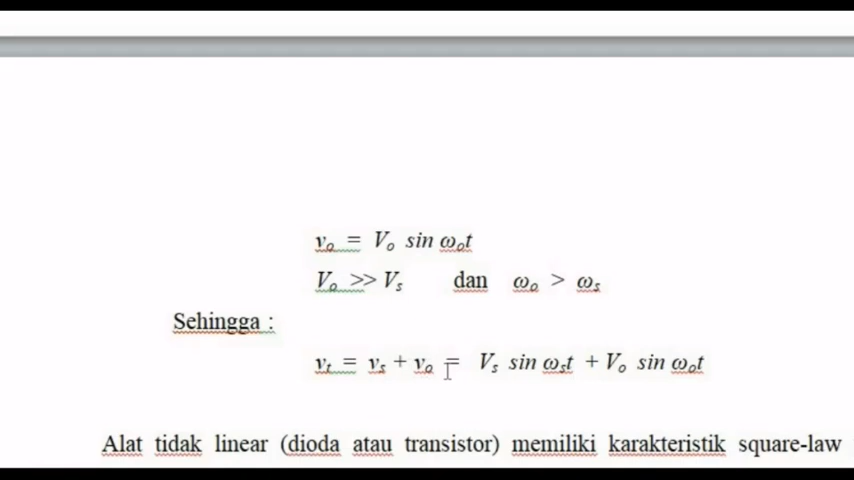 vₒ = Vₒ sin ωₒt
Vₒ >> Vₛ dan ωₒ > ωₛ
Sehingga :
vₜ = vₛ + vₒ = Vₛ sin ωₛt + Vₒ sin ωₒt
Alat tidak linear (dioda atau transistor) memiliki karakteristik square-law